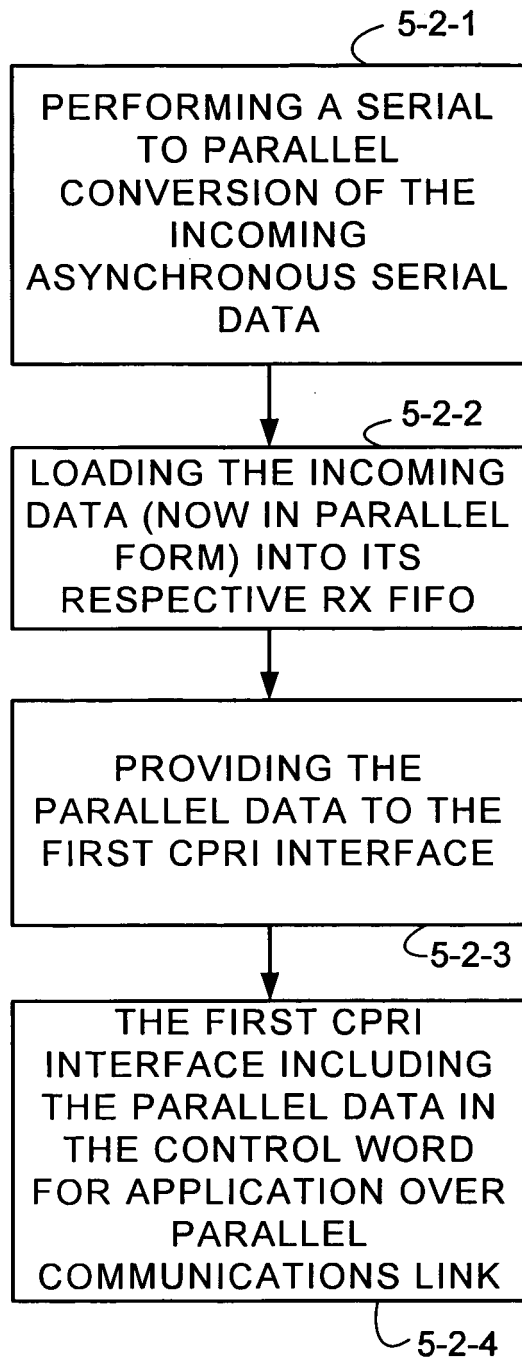 5-2-1
PERFORMING A SERIAL
TO PARALLEL
CONVERSION OF THE
INCOMING
ASYNCHRONOUS SERIAL
DATA
5-2-2
LOADING THE INCOMING
DATA (NOW IN PARALLEL
FORM) INTO ITS
RESPECTIVE RX FIFO
PROVIDING THE
PARALLEL DATA TO THE
FIRST CPRI INTERFACE
5-2-3
THE FIRST CPRI
INTERFACE INCLUDING
THE PARALLEL DATA IN
THE CONTROL WORD
FOR APPLICATION OVER
PARALLEL
COMMUNICATIONS LINK
5-2-4